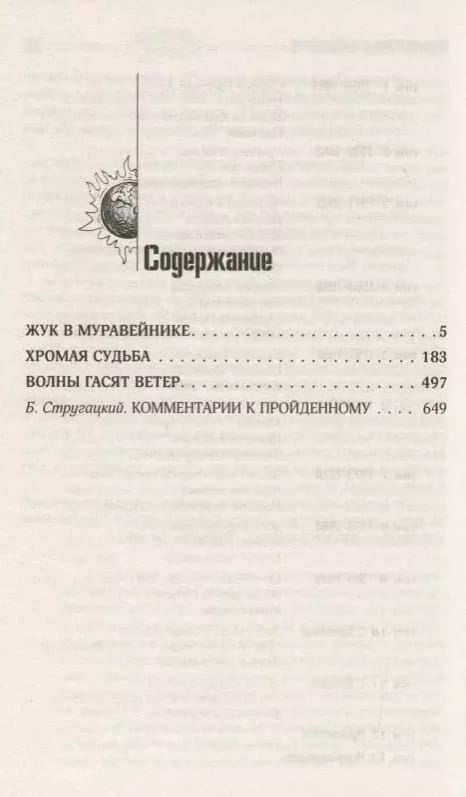 Содержание
ЖУК В МУРАВЕЙНИКЕ. . . . . . . . . . . . . . . . . . . . . . . . 5
ХРОМАЯ СУДЬБА . . . . . . . . . . . . . . . . . . . . . . . . . 183
ВОЛНЫ ГАСЯТ ВЕТЕР. . . . . . . . . . . . . . . . . . . . . . . 497
Б. Стругацкий. КОММЕНТАРИИ К ПРОЙДЕННОМУ . . . . 649